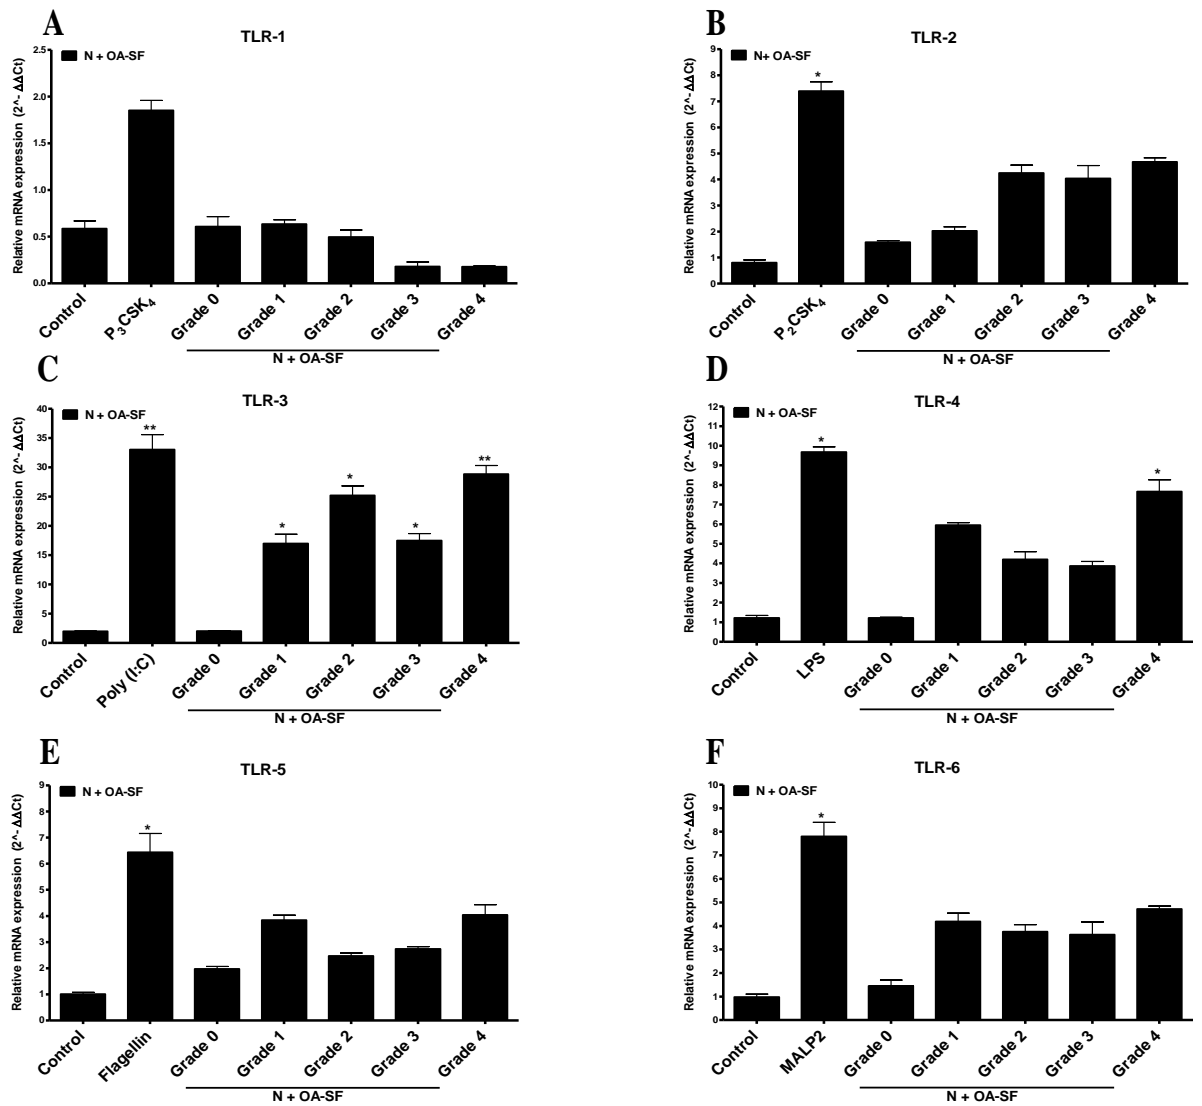 A
TLR-1
N + OA-SF
Relative mRNA expression (2^- ΔΔCt)
2.5
2.0
1.5
1.0
0.5
0.0
Control
P₃CSK₄
Grade 0
Grade 1
Grade 2
Grade 3
Grade 4
N + OA-SF
B
TLR-2
N+ OA-SF
Relative mRNA expression (2^- ΔΔCt)
9
8
7
6
5
4
3
2
1
0
*
Control
P₂CSK₄
Grade 0
Grade 1
Grade 2
Grade 3
Grade 4
N + OA-SF
C
TLR-3
N + OA-SF
Relative mRNA expression (2^- ΔΔCt)
40
35
30
25
20
15
10
5
0
**
*
*
*
**
Control
Poly (I:C)
Grade 0
Grade 1
Grade 2
Grade 3
Grade 4
N + OA-SF
D
TLR-4
N + OA-SF
Relative mRNA expression (2^- ΔΔCt)
12
11
10
9
8
7
6
5
4
3
2
1
0
*
*
Control
LPS
Grade 0
Grade 1
Grade 2
Grade 3
Grade 4
N + OA-SF
E
TLR-5
N + OA-SF
Relative mRNA expression (2^- ΔΔCt)
9
8
7
6
5
4
3
2
1
0
*
Control
Flagellin
Grade 0
Grade 1
Grade 2
Grade 3
Grade 4
N + OA-SF
F
TLR-6
N + OA-SF
Relative mRNA expression (2^- ΔΔCt)
10
9
8
7
6
5
4
3
2
1
0
*
Control
MALP2
Grade 0
Grade 1
Grade 2
Grade 3
Grade 4
N + OA-SF